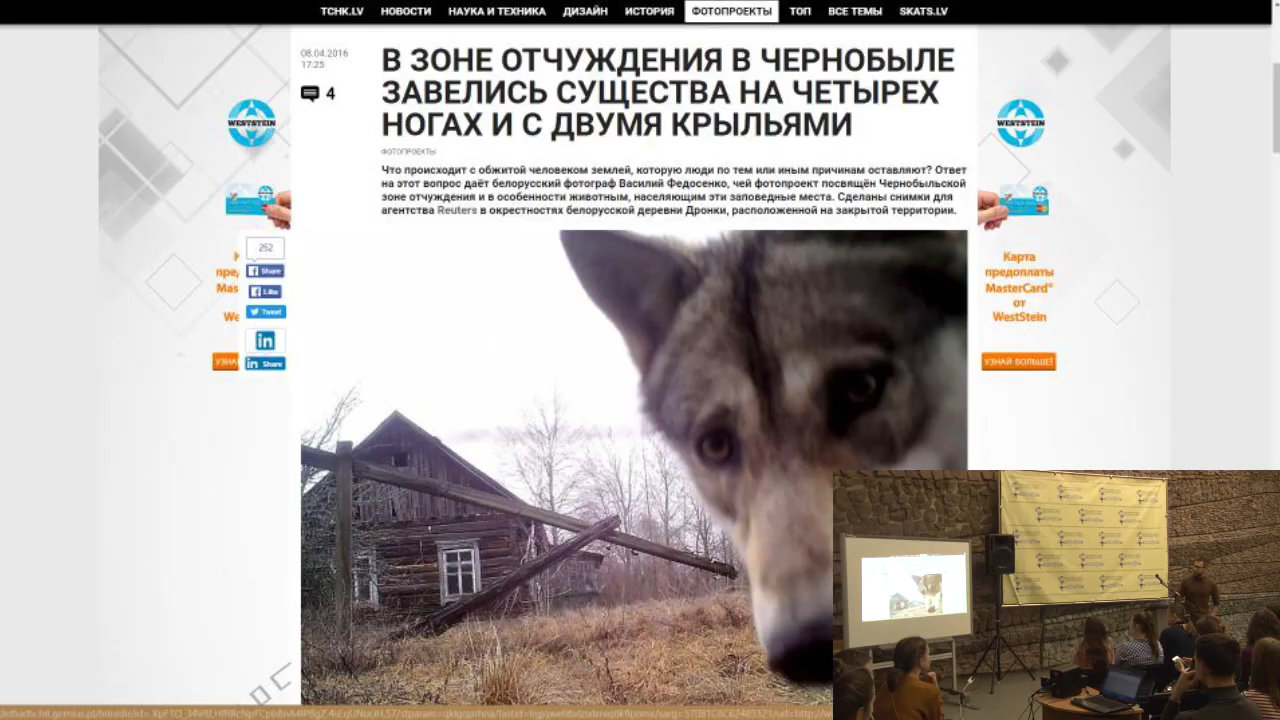 TCHK.LV НОВОСТИ НАУКА И ТЕХНИКА ДИЗАЙН ИСТОРИЯ ФОТОПРОЕКТЫ ТОП ВСЕ ТЕМЫ SKATS.LV
08.04.2016
17:25
4
В ЗОНЕ ОТЧУЖДЕНИЯ В ЧЕРНОБЫЛЕ
ЗАВЕЛИСЬ СУЩЕСТВА НА ЧЕТЫРЕХ
НОГАХ И С ДВУМЯ КРЫЛЬЯМИ
ФОТОПРОЕКТЫ
Что происходит с обжитой человеком землей, которую люди по тем или иным причинам оставляют? Ответ
на этот вопрос даёт белорусский фотограф Василий Федосенко, чей фотопроект посвящён Чернобыльской
зоне отчуждения и в особенности животным, населяющим эти заповедные места. Сделаны снимки для
агентства Reuters в окрестностях белорусской деревни Дронки, расположенной на закрытой территории.
WESTSTEIN
WESTSTEIN
252
Share
Tweet
in
in Share
УЗНА
Карта
предоплаты
MasterCard®
от
WestStein
УЗНАЙ БОЛЬШЕ!